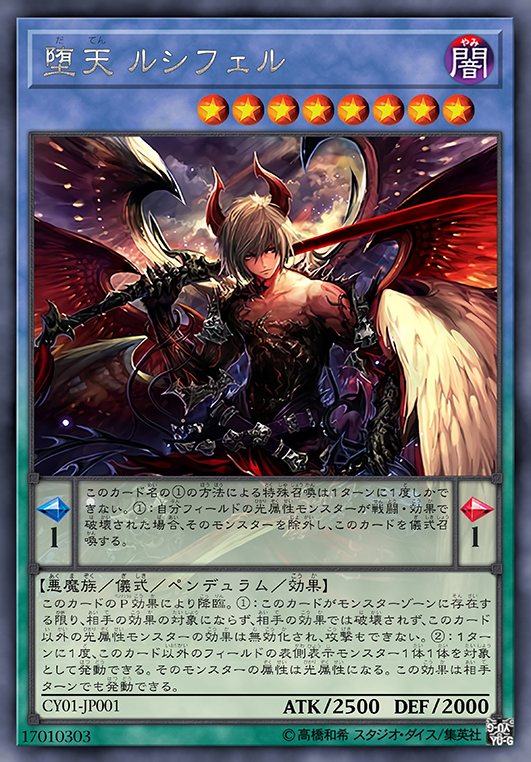 堕天 ルシフェル
闇
このカード名の①の方法による特殊召喚は1ターンに1度しかで
きない。①:自分フィールドの光属性モンスターが戦闘・効果で
破壊された場合、そのモンスターを除外し、このカードを儀式召
喚する。
1
1
【悪魔族/儀式/ペンデュラム/効果】
このカードのP効果により降臨。①:このカードがモンスターゾーンに存在す
る限り、相手の効果の対象にならず、相手の効果では破壊されず、このカード
以外の光属性モンスターの効果は無効化され、攻撃もできない。②:1ター
ンに1度、このカード以外のフィールドの表側表示モンスター1体1体を対象
として発動できる。そのモンスターの属性は光属性になる。この効果は相手
ターンでも発動できる。
CY01-JP001
ATK/2500 DEF/2000
17010303
©高橋和希 スタジオ・ダイス/集英社